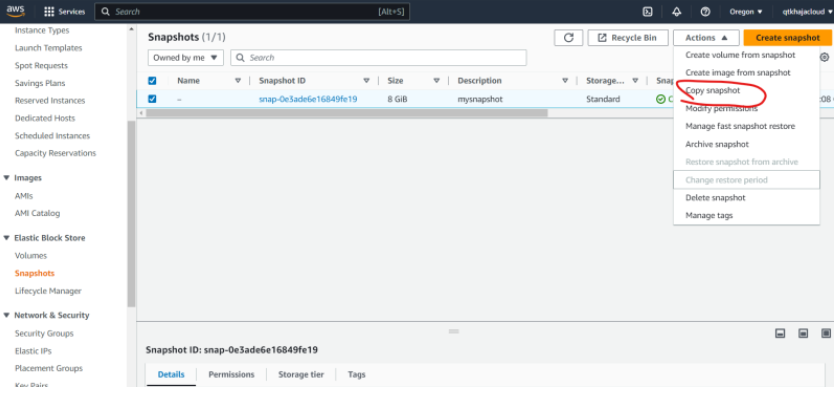 aws Services Search [Alt+S] Oregon ▼ qtkhajacloud ▼
Instance Types
Launch Templates
Spot Requests
Savings Plans
Reserved Instances
Dedicated Hosts
Scheduled Instances
Capacity Reservations
▼ Images
AMIs
AMI Catalog
▼ Elastic Block Store
Volumes
Snapshots
Lifecycle Manager
▼ Network & Security
Security Groups
Elastic IPs
Placement Groups
Key Pairs
Snapshots (1/1) Recycle Bin Actions ▲ Create snapshot
Owned by me ▼ Search
Name Snapshot ID Size Description Storage...
– snap-0e3ade6e16849fe19 8 GiB mysnapshot Standard
Create volume from snapshot
Create image from snapshot
Copy snapshot
Modify permissions
Manage fast snapshot restore
Archive snapshot
Restore snapshot from archive
Change restore period
Delete snapshot
Manage tags
Snapshot ID: snap-0e3ade6e16849fe19
Details Permissions Storage tier Tags